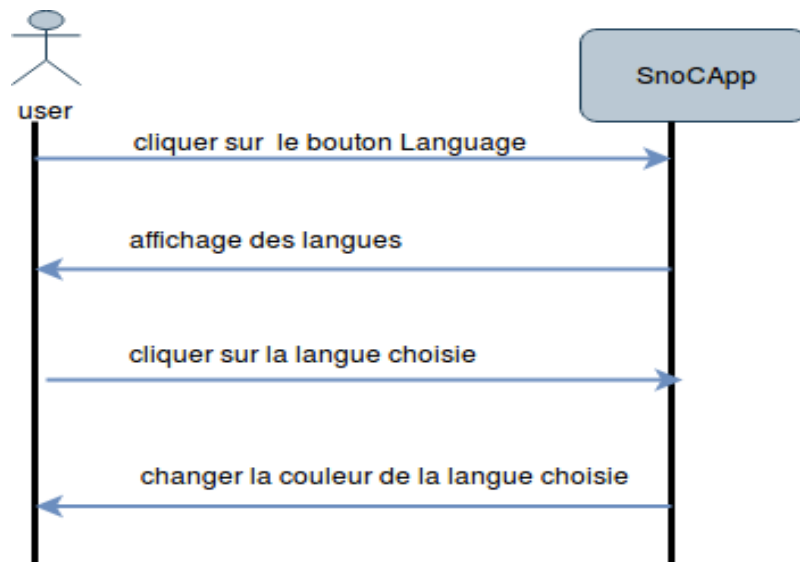 SnoCApp
user
cliquer sur le bouton Language
affichage des langues
cliquer sur la langue choisie
changer la couleur de la langue choisie